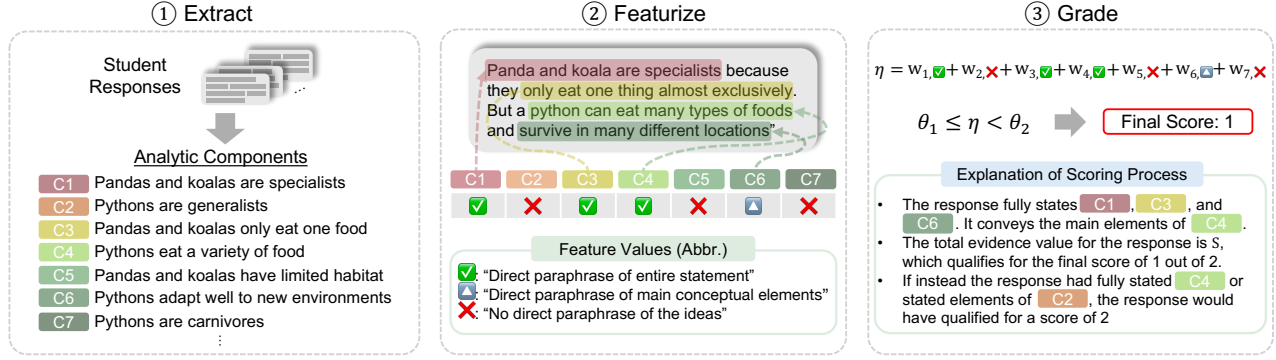 ① Extract
Student
Responses
...
Analytic Components
C1 Pandas and koalas are specialists
C2 Pythons are generalists
C3 Pandas and koalas only eat one food
C4 Pythons eat a variety of food
C5 Pandas and koalas have limited habitat
C6 Pythons adapt well to new environments
C7 Pythons are carnivores
⋮
② Featurize
Panda and koala are specialists because
they only eat one thing almost exclusively.
But a python can eat many types of foods
and survive in many different locations”
C1 C2 C3 C4 C5 C6 C7
✅ ❌ ✅ ✅ ❌ 🔼 ❌
Feature Values (Abbr.)
✅: “Direct paraphrase of entire statement”
🔼: “Direct paraphrase of main conceptual elements”
❌: “No direct paraphrase of the ideas”
③ Grade
η = w₁,✅ + w₂,❌ + w₃,✅ + w₄,✅ + w₅,❌ + w₆,🔼 + w₇,❌
θ₁ ≤ η < θ₂
Final Score: 1
Explanation of Scoring Process
• The response fully states C1, C3, and
C6. It conveys the main elements of C4.
• The total evidence value for the response is S,
which qualifies for the final score of 1 out of 2.
• If instead the response had fully stated C4 or
stated elements of C2, the response would
have qualified for a score of 2